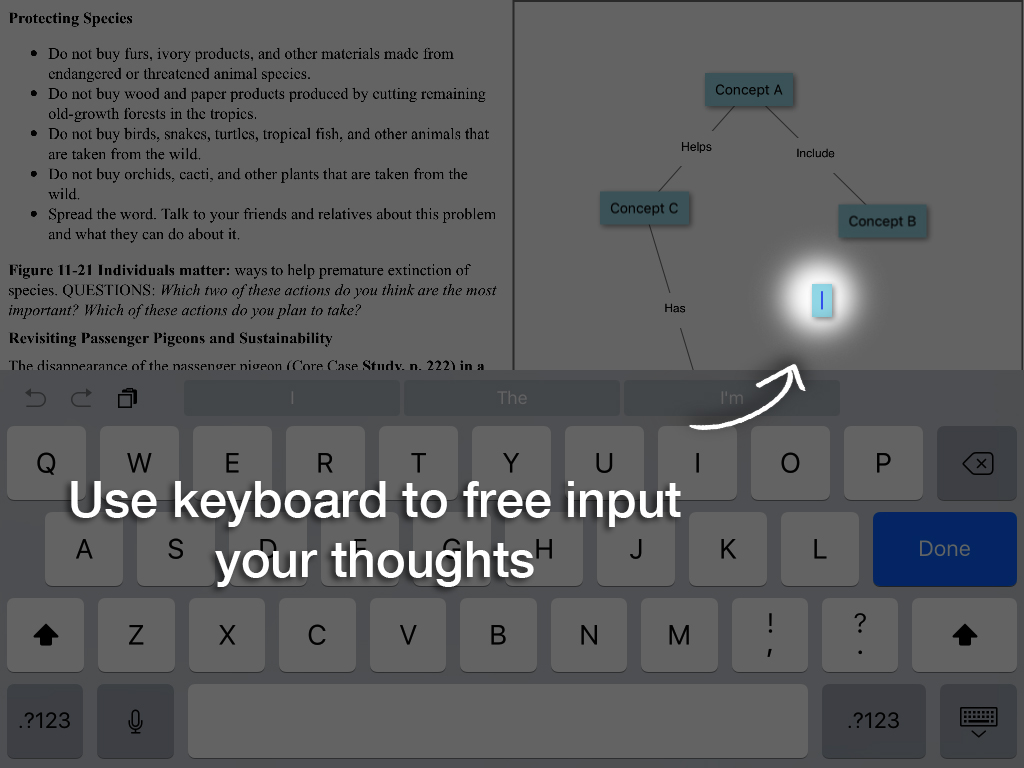 Protecting Species
• Do not buy furs, ivory products, and other materials made from
endangered or threatened animal species.
• Do not buy wood and paper products produced by cutting remaining
old-growth forests in the tropics.
• Do not buy birds, snakes, turtles, tropical fish, and other animals that
are taken from the wild.
• Do not buy orchids, cacti, and other plants that are taken from the
wild.
• Spread the word. Talk to your friends and relatives about this problem
and what they can do about it.
Figure 11-21 Individuals matter: ways to help premature extinction of
species. QUESTIONS: Which two of these actions do you think are the most
important? Which of these actions do you plan to take?
Revisiting Passenger Pigeons and Sustainability
The disappearance of the passenger pigeon (Core Case Study, p. 222) in a
Concept A
Helps
Include
Concept C
Concept B
Has
I
The
I'm
Q W E R T Y U I O P
Use keyboard to free input
your thoughts
A S D F G H J K L Done
Z X C V B N M ! , ? .
.?123
.?123